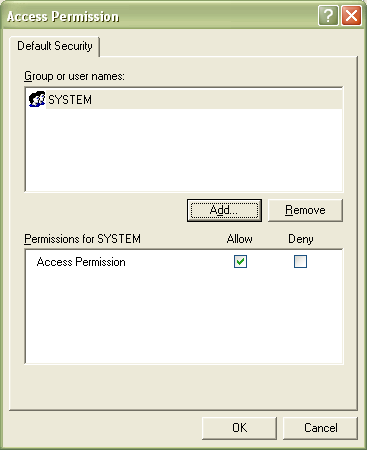 Access Permission
Default Security
Group or user names:
SYSTEM
Add... Remove
Permissions for SYSTEM Allow Deny
Access Permission
OK Cancel